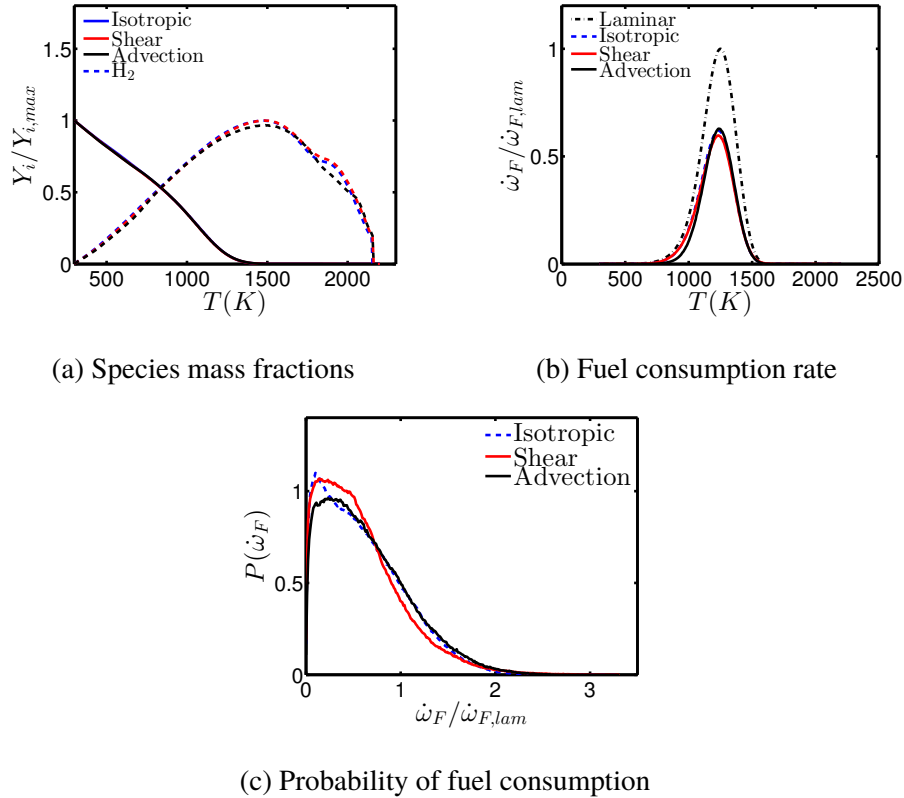 Isotropic
Shear
Advection
H₂
1.5
1
0.5
0
Y_i/Y_{i,max}
500 1000 1500 2000
T(K)
(a) Species mass fractions
Laminar
Isotropic
Shear
Advection
1
0.5
0
ω̇_F/ω̇_{F,lam}
0 500 1000 1500 2000 2500
T(K)
(b) Fuel consumption rate
Isotropic
Shear
Advection
1
0.5
0
P(ω̇_F)
0 1 2 3
ω̇_F/ω̇_{F,lam}
(c) Probability of fuel consumption